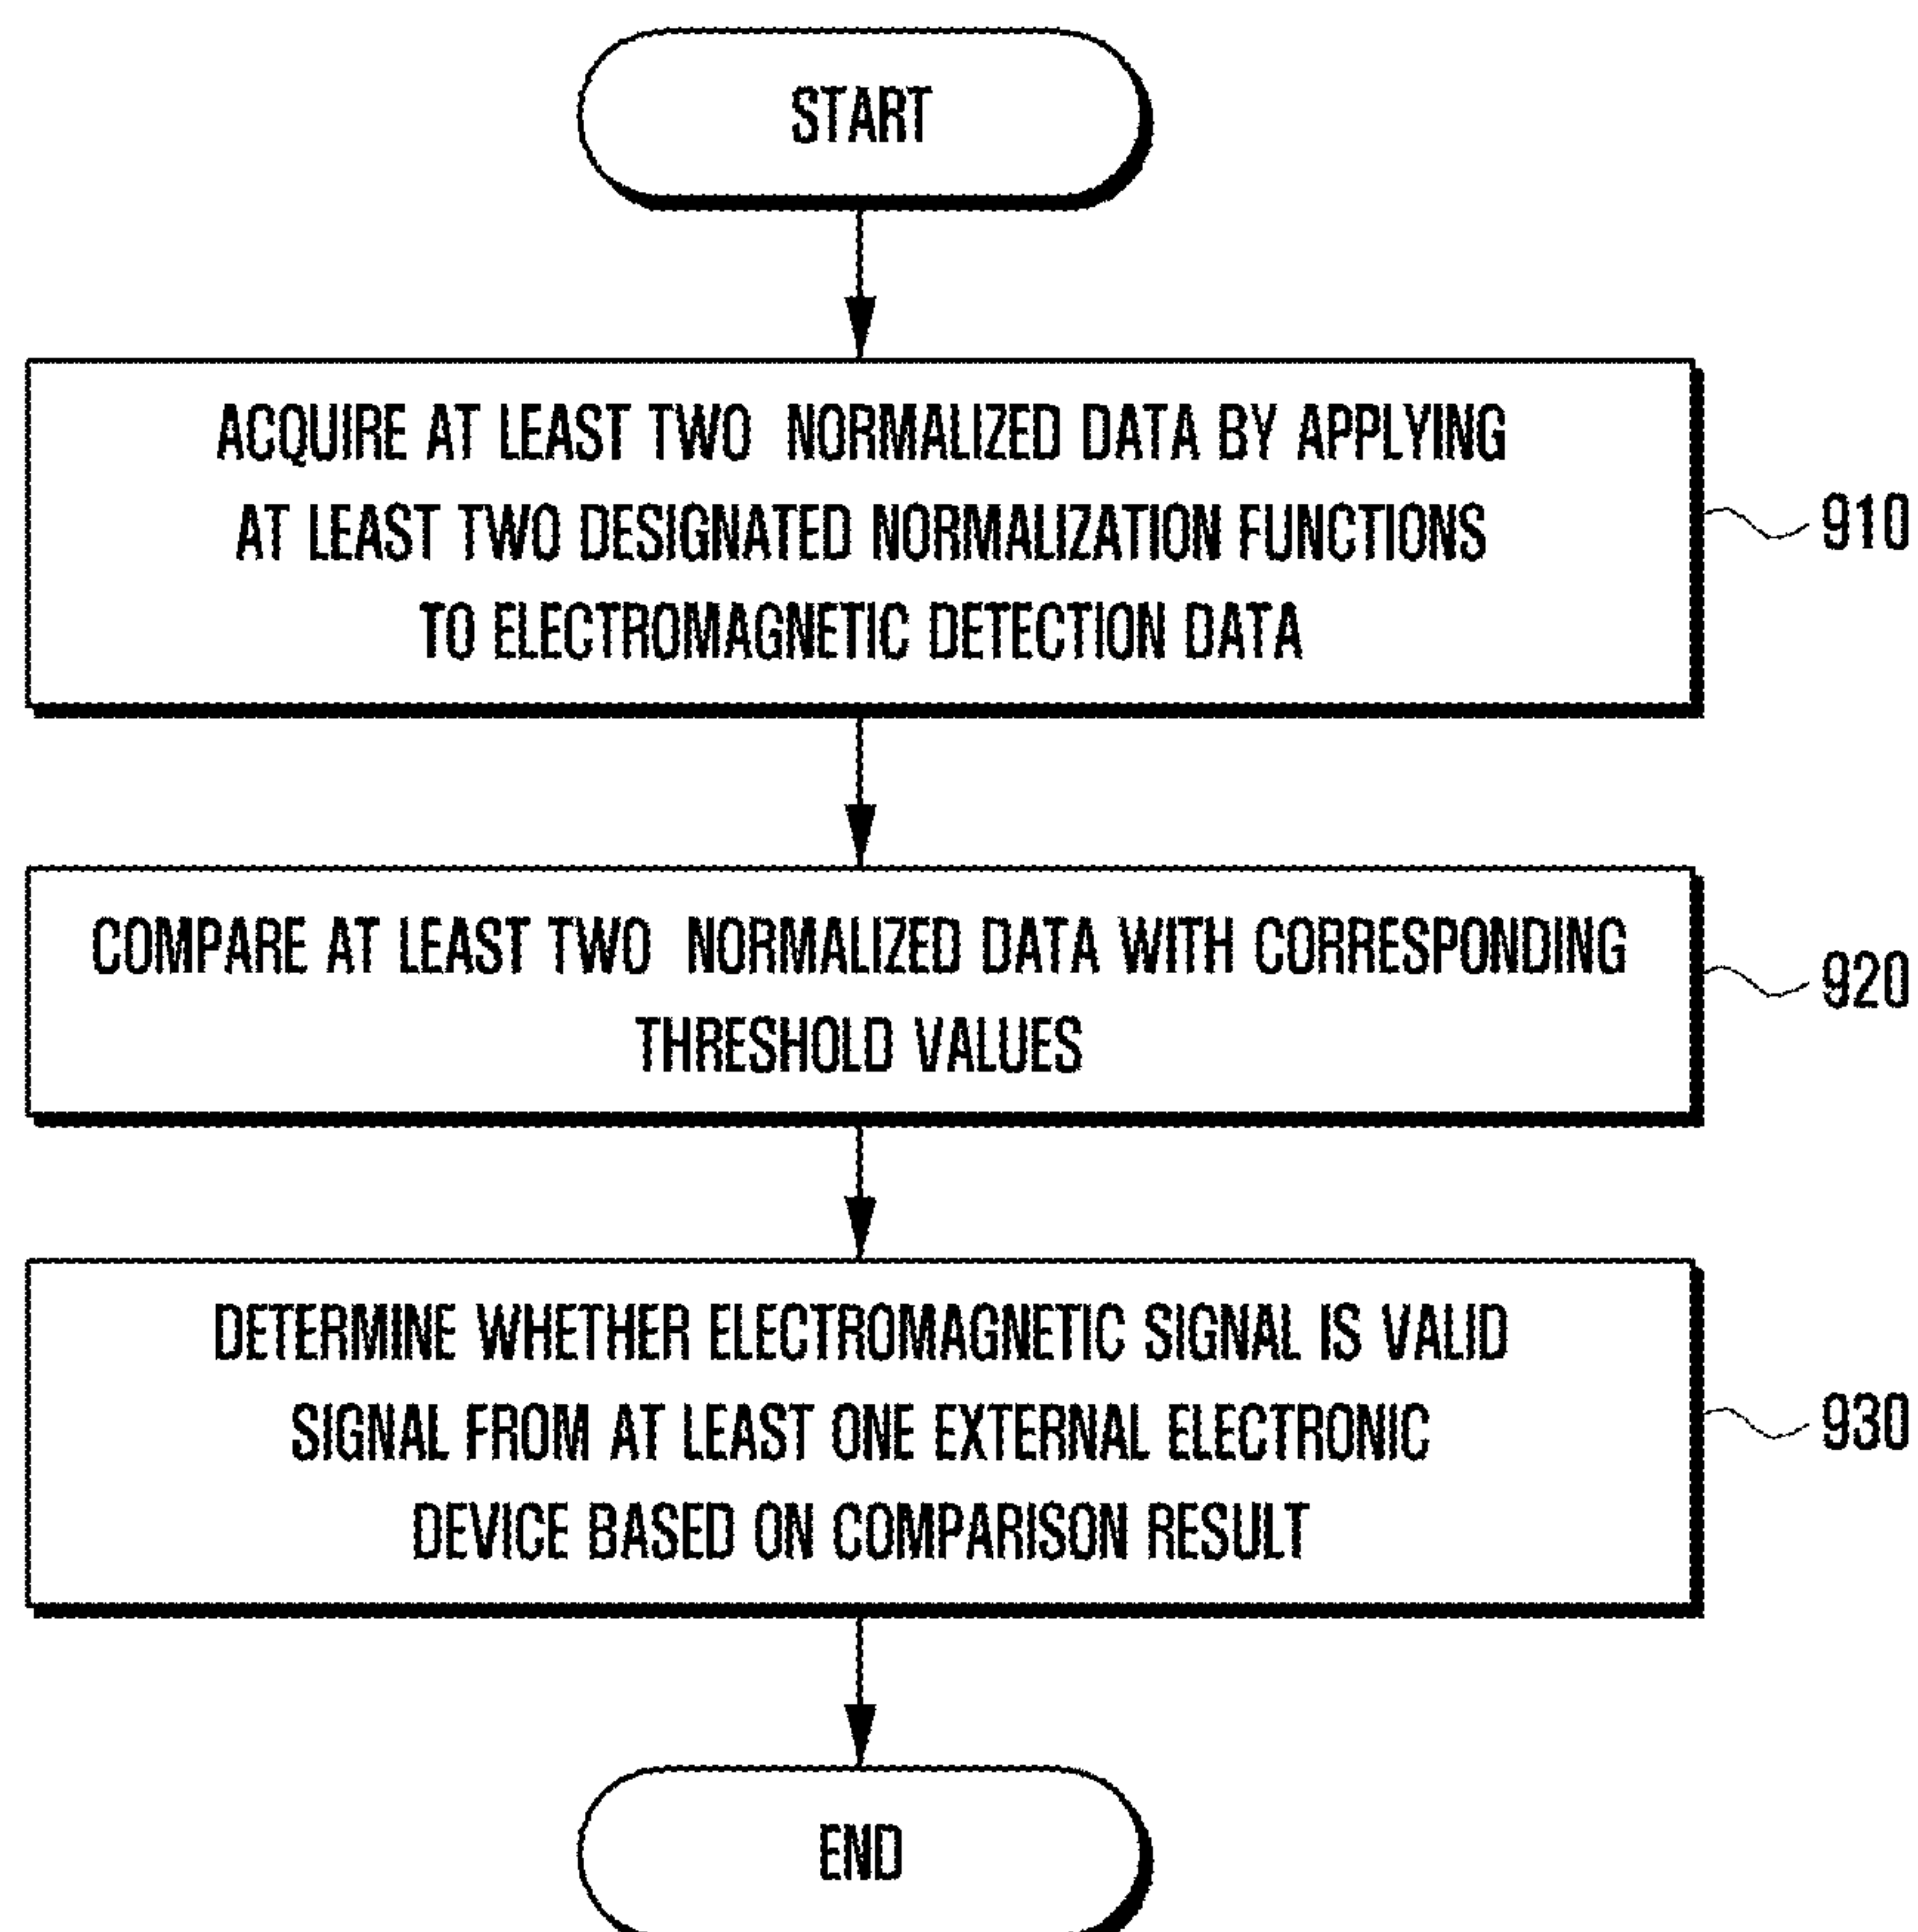 START
ACQUIRE AT LEAST TWO NORMALIZED DATA BY APPLYING
AT LEAST TWO DESIGNATED NORMALIZATION FUNCTIONS
TO ELECTROMAGNETIC DETECTION DATA
910
COMPARE AT LEAST TWO NORMALIZED DATA WITH CORRESPONDING
THRESHOLD VALUES
920
DETERMINE WHETHER ELECTROMAGNETIC SIGNAL IS VALID
SIGNAL FROM AT LEAST ONE EXTERNAL ELECTRONIC
DEVICE BASED ON COMPARISON RESULT
930
END